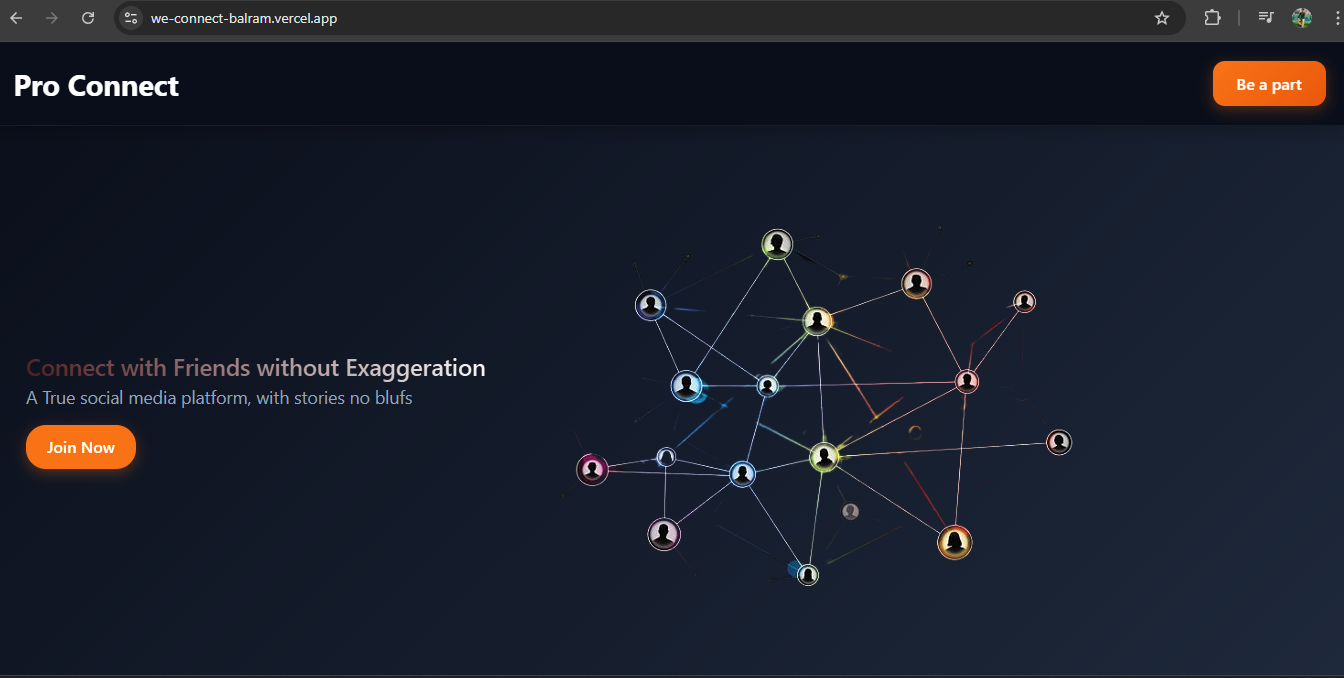 we-connect-balram.vercel.app
Pro Connect
Be a part
Connect with Friends without Exaggeration
A True social media platform, with stories no blufs
Join Now